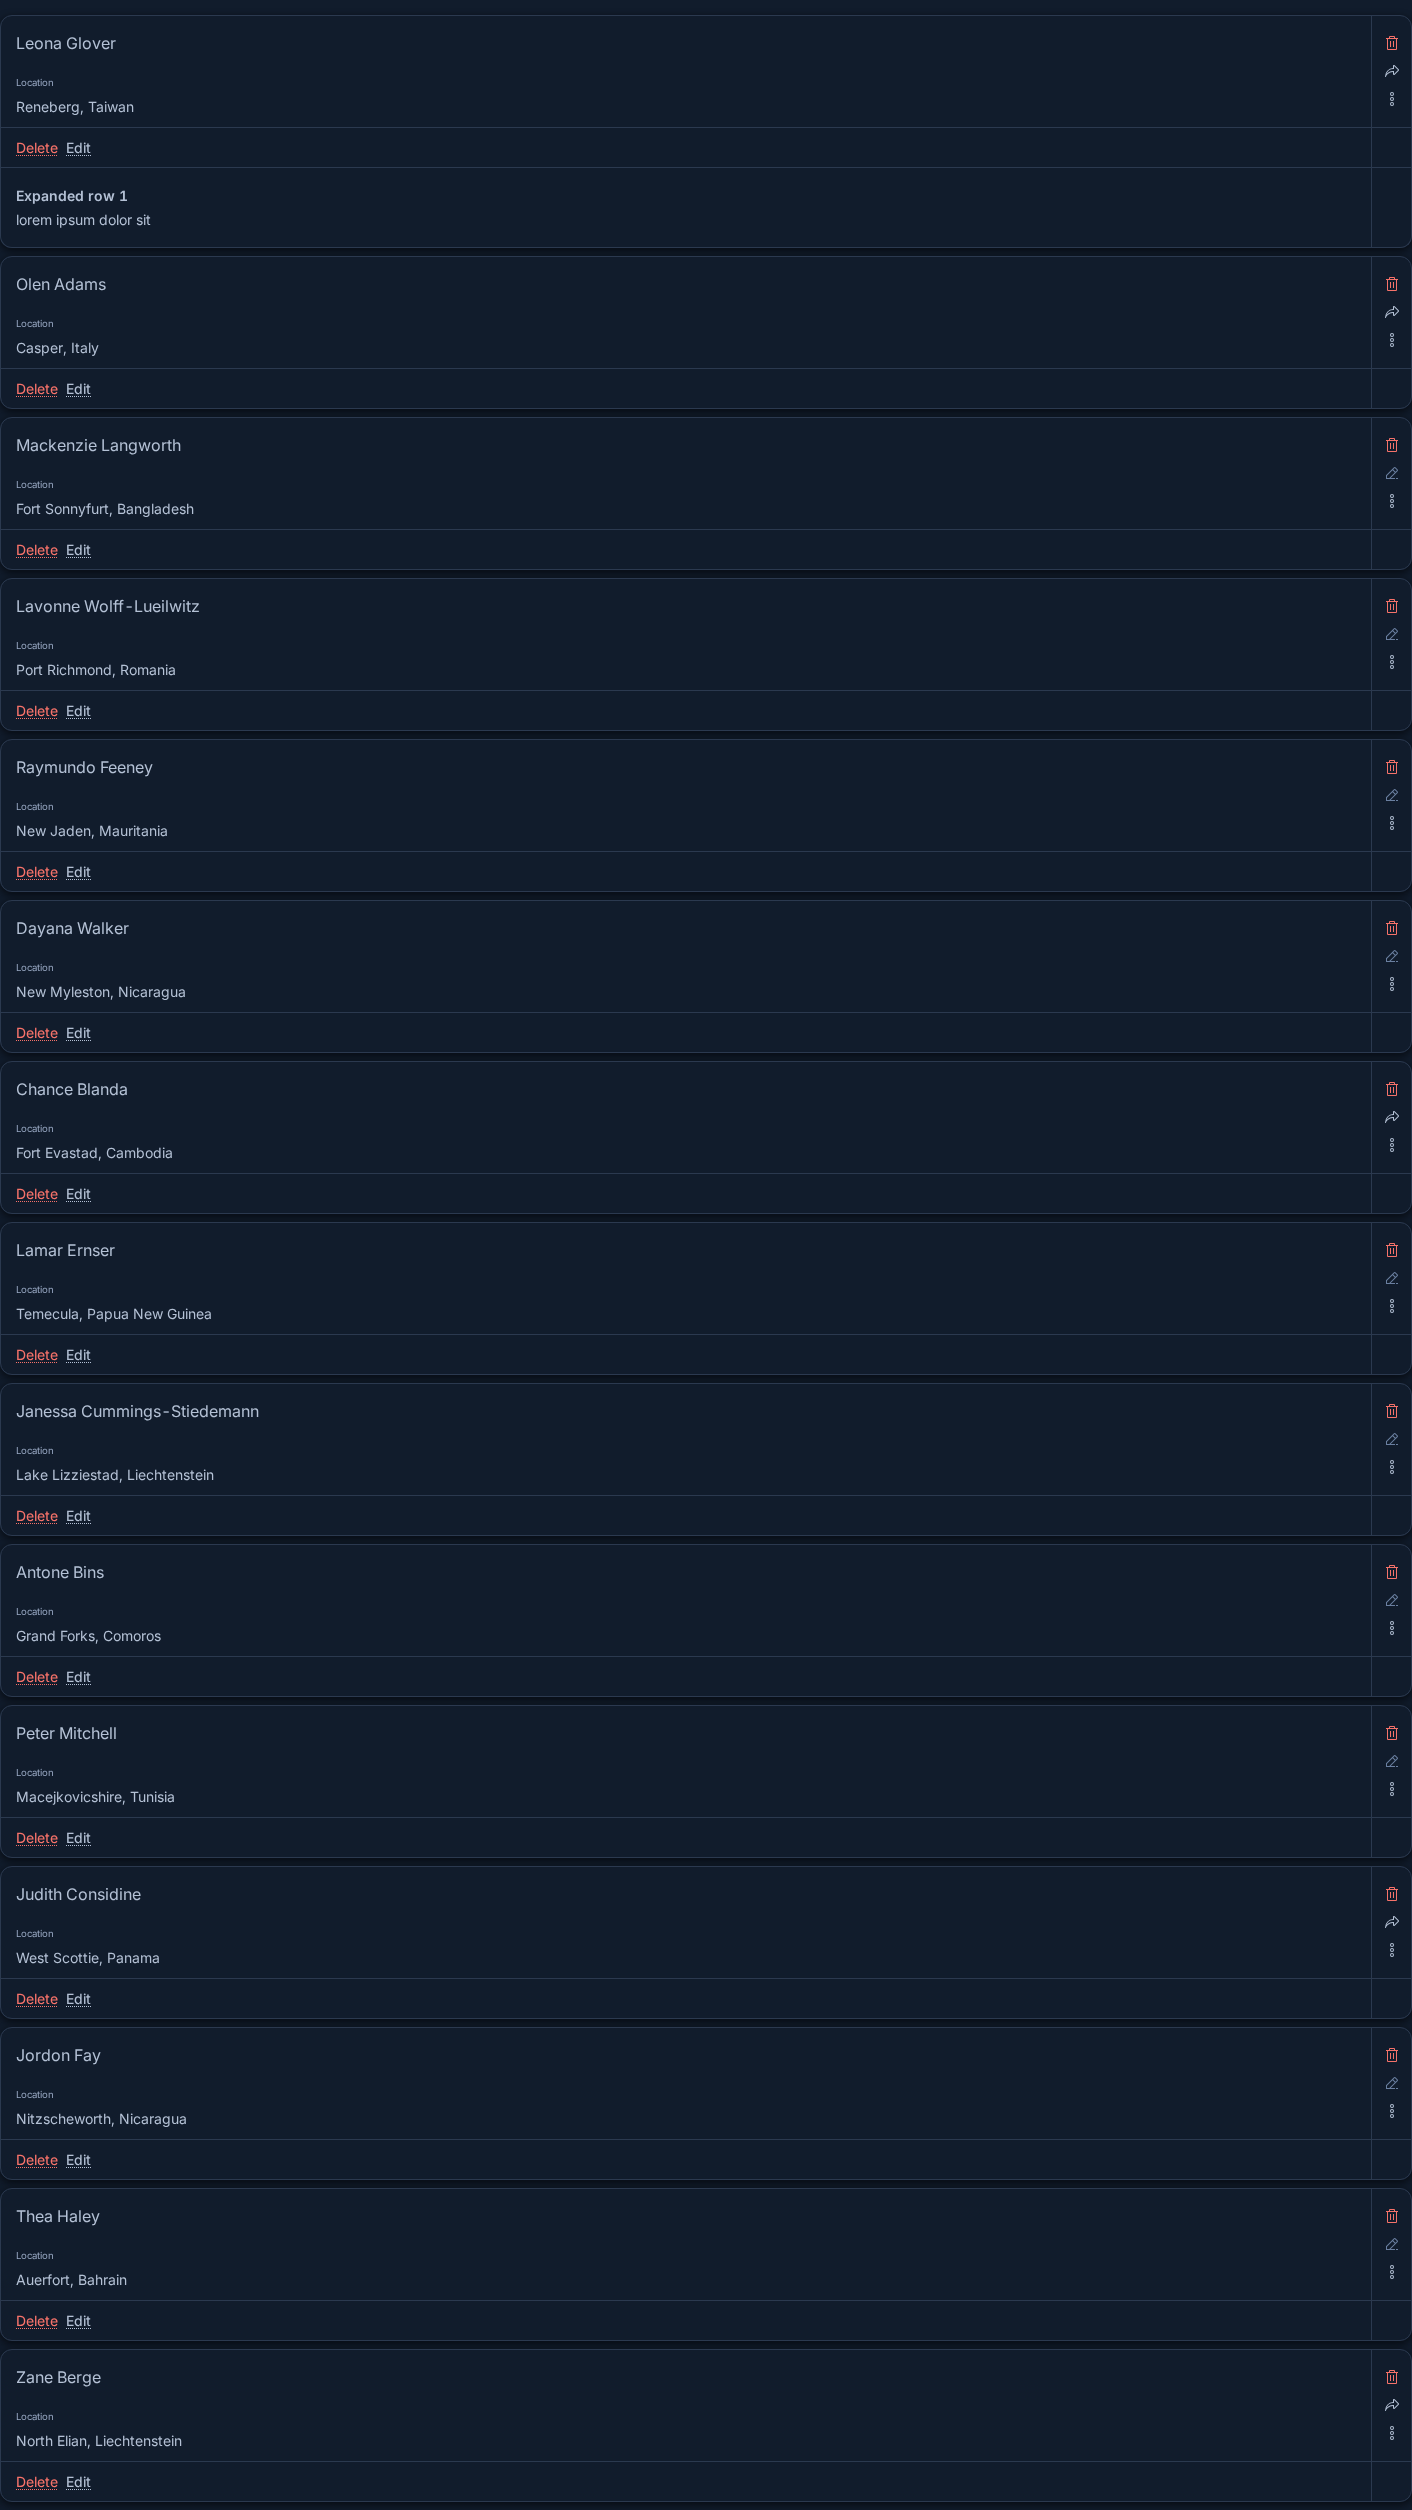 Leona Glover
Location
Reneberg, Taiwan
Delete Edit
Expanded row 1
lorem ipsum dolor sit
Olen Adams
Location
Casper, Italy
Delete Edit
Mackenzie Langworth
Location
Fort Sonnyfurt, Bangladesh
Delete Edit
Lavonne Wolff-Lueilwitz
Location
Port Richmond, Romania
Delete Edit
Raymundo Feeney
Location
New Jaden, Mauritania
Delete Edit
Dayana Walker
Location
New Myleston, Nicaragua
Delete Edit
Chance Blanda
Location
Fort Evastad, Cambodia
Delete Edit
Lamar Ernser
Location
Temecula, Papua New Guinea
Delete Edit
Janessa Cummings-Stiedemann
Location
Lake Lizziestad, Liechtenstein
Delete Edit
Antone Bins
Location
Grand Forks, Comoros
Delete Edit
Peter Mitchell
Location
Macejkovicshire, Tunisia
Delete Edit
Judith Considine
Location
West Scottie, Panama
Delete Edit
Jordon Fay
Location
Nitzscheworth, Nicaragua
Delete Edit
Thea Haley
Location
Auerfort, Bahrain
Delete Edit
Zane Berge
Location
North Elian, Liechtenstein
Delete Edit